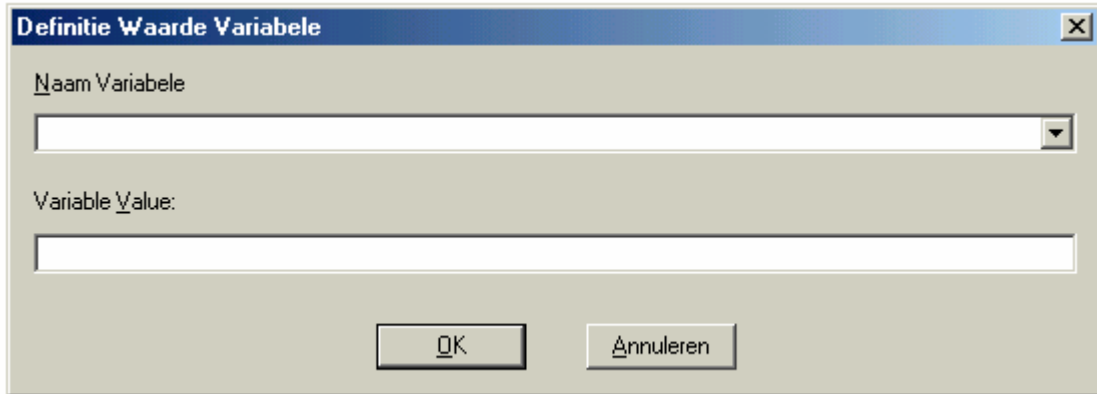 Definitie Waarde Variabele
Naam Variabele
Variable Value:
OK Annuleren